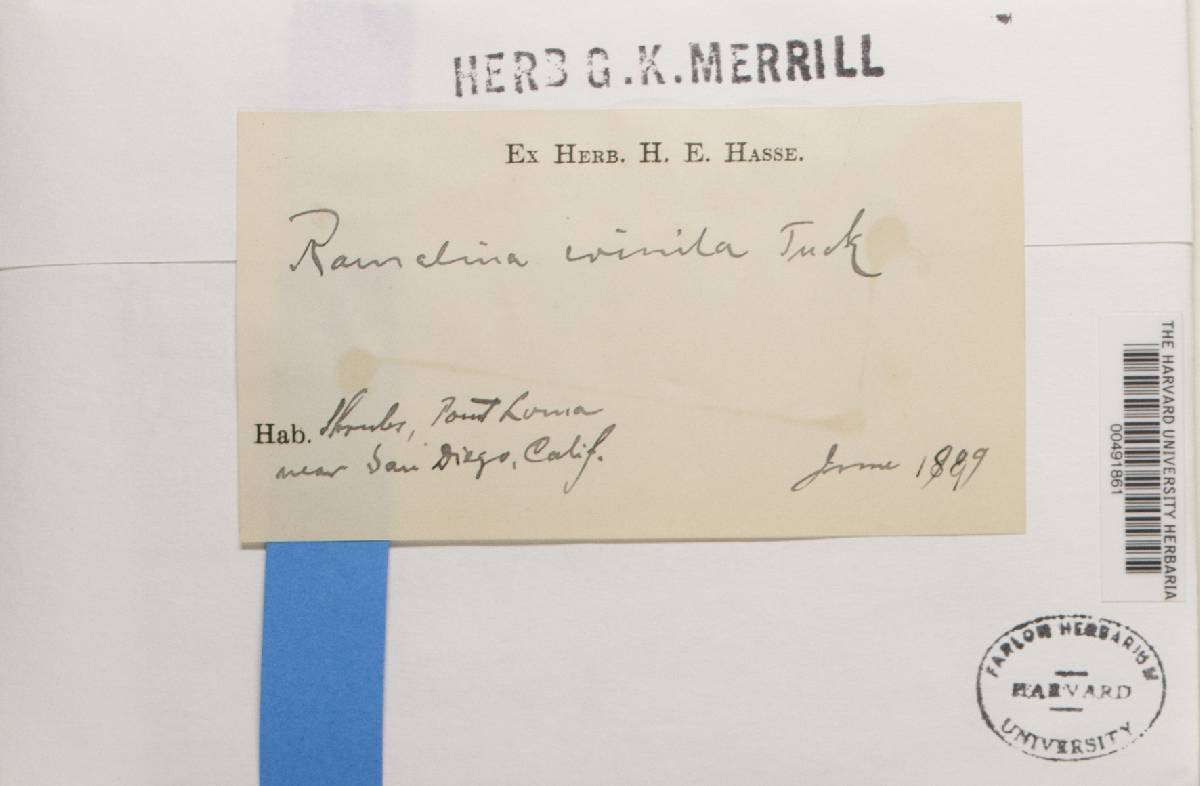 HERB G.K.MERRILL
EX HERB. H. E. HASSE.
Ramalina crinita Tuck
Hab. Shrubs, Point Loma
near San Diego, Calif.
June 1899
THE HARVARD UNIVERSITY HERBARIA
00491861
FARLOW HERBARIUM
HARVARD
UNIVERSITY